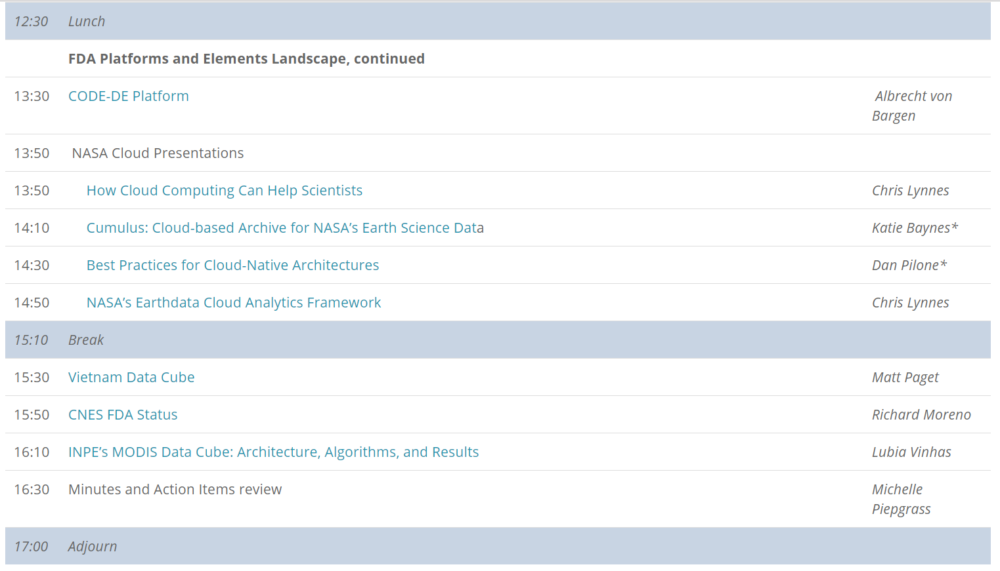 12:30 Lunch
FDA Platforms and Elements Landscape, continued
13:30 CODE-DE Platform Albrecht von
Bargen
13:50 NASA Cloud Presentations
13:50 How Cloud Computing Can Help Scientists Chris Lynnes
14:10 Cumulus: Cloud-based Archive for NASA’s Earth Science Data Katie Baynes*
14:30 Best Practices for Cloud-Native Architectures Dan Pilone*
14:50 NASA’s Earthdata Cloud Analytics Framework Chris Lynnes
15:10 Break
15:30 Vietnam Data Cube Matt Paget
15:50 CNES FDA Status Richard Moreno
16:10 INPE’s MODIS Data Cube: Architecture, Algorithms, and Results Lubia Vinhas
16:30 Minutes and Action Items review Michelle
Piepgrass
17:00 Adjourn